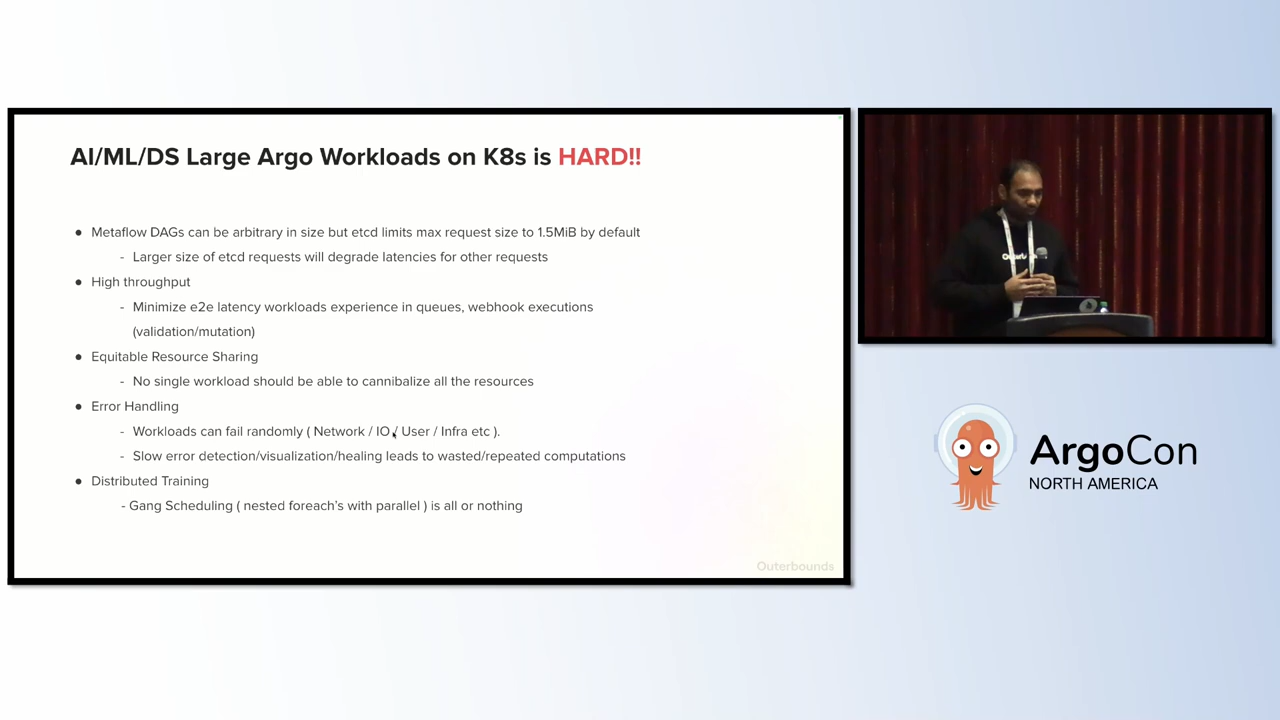 AI/ML/DS Large Argo Workloads on K8s is HARD!!
● Metaflow DAGs can be arbitrary in size but etcd limits max request size to 1.5MiB by default
- Larger size of etcd requests will degrade latencies for other requests
● High throughput
- Minimize e2e latency workloads experience in queues, webhook executions
(validation/mutation)
● Equitable Resource Sharing
- No single workload should be able to cannibalize all the resources
● Error Handling
- Workloads can fail randomly ( Network / IO / User / Infra etc ).
- Slow error detection/visualization/healing leads to wasted/repeated computations
● Distributed Training
- Gang Scheduling ( nested foreach's with parallel ) is all or nothing
Outerbounds
ArgoCon
NORTH AMERICA